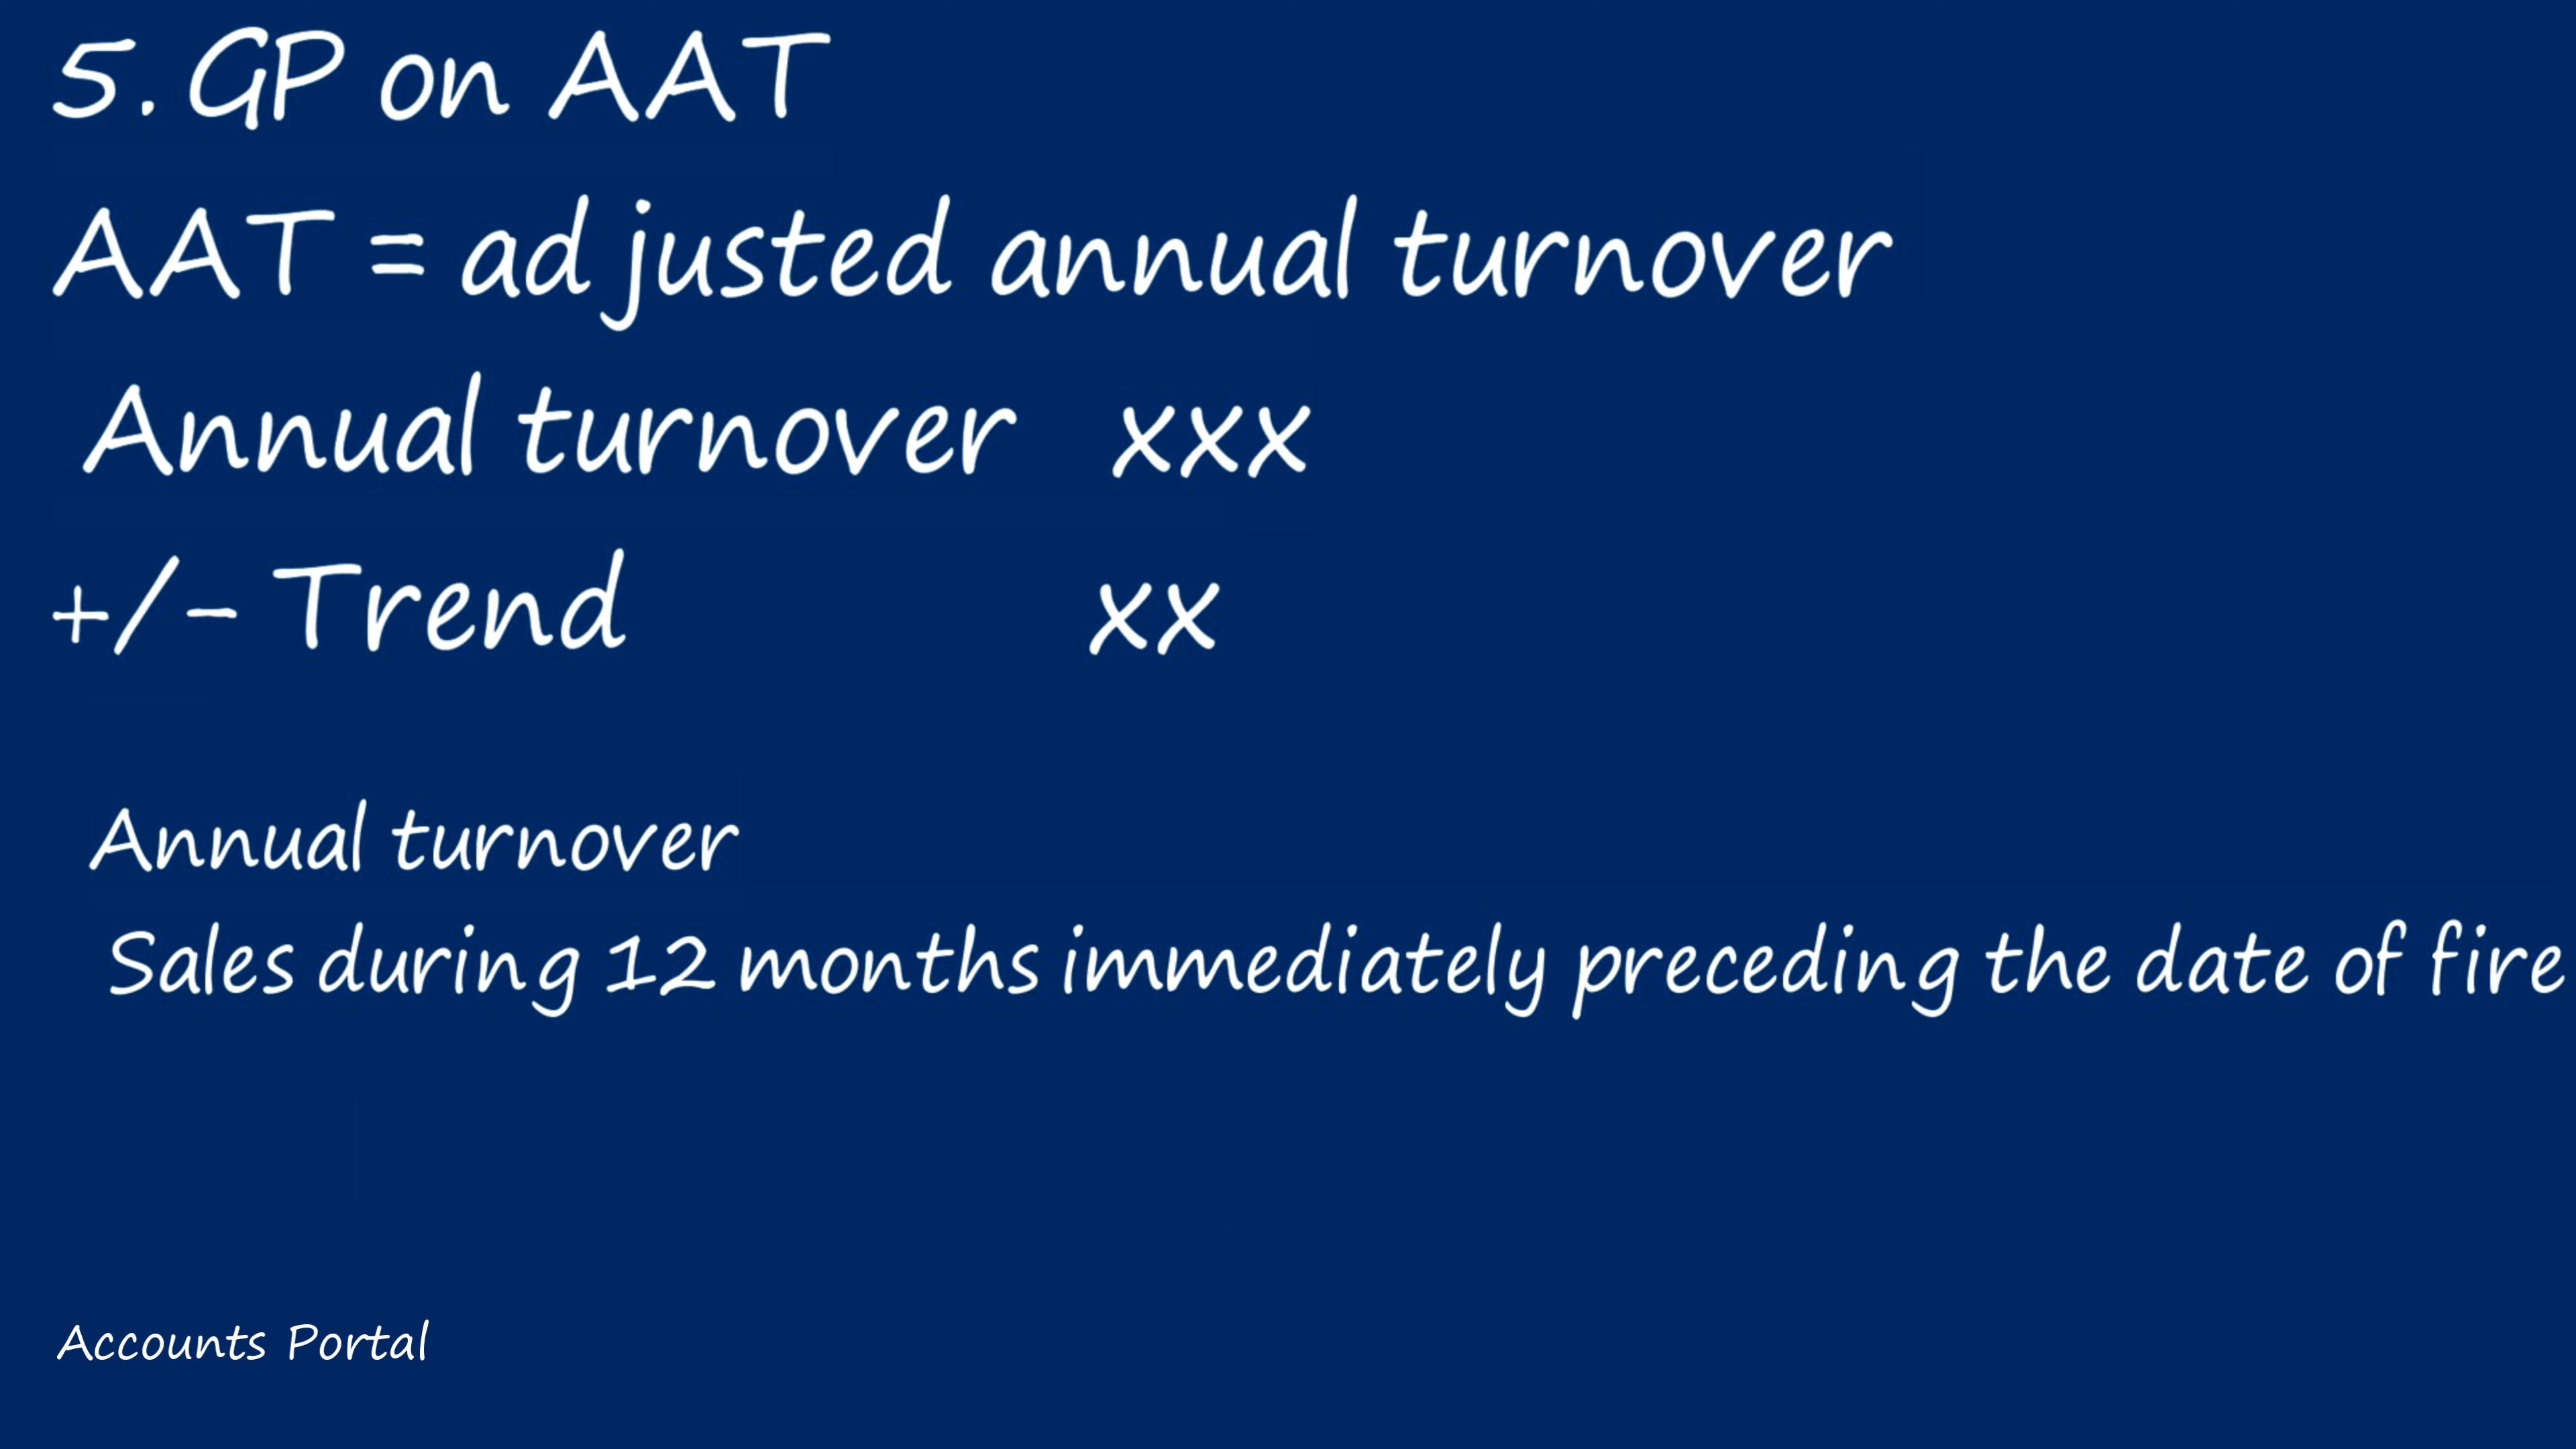 5. GP on AAT
AAT = adjusted annual turnover
Annual turnover xxx
+/- Trend xx
Annual turnover
Sales during 12 months immediately preceding the date of fire
Accounts Portal